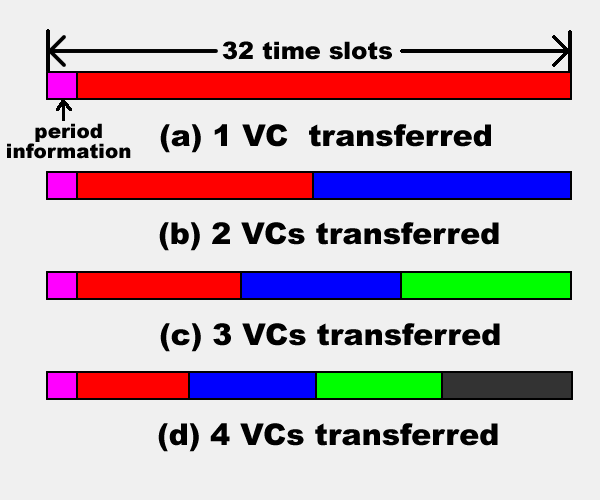 32 time slots
period
information
(a) 1 VC  transferred
(b) 2 VCs transferred
(c) 3 VCs transferred
(d) 4 VCs transferred